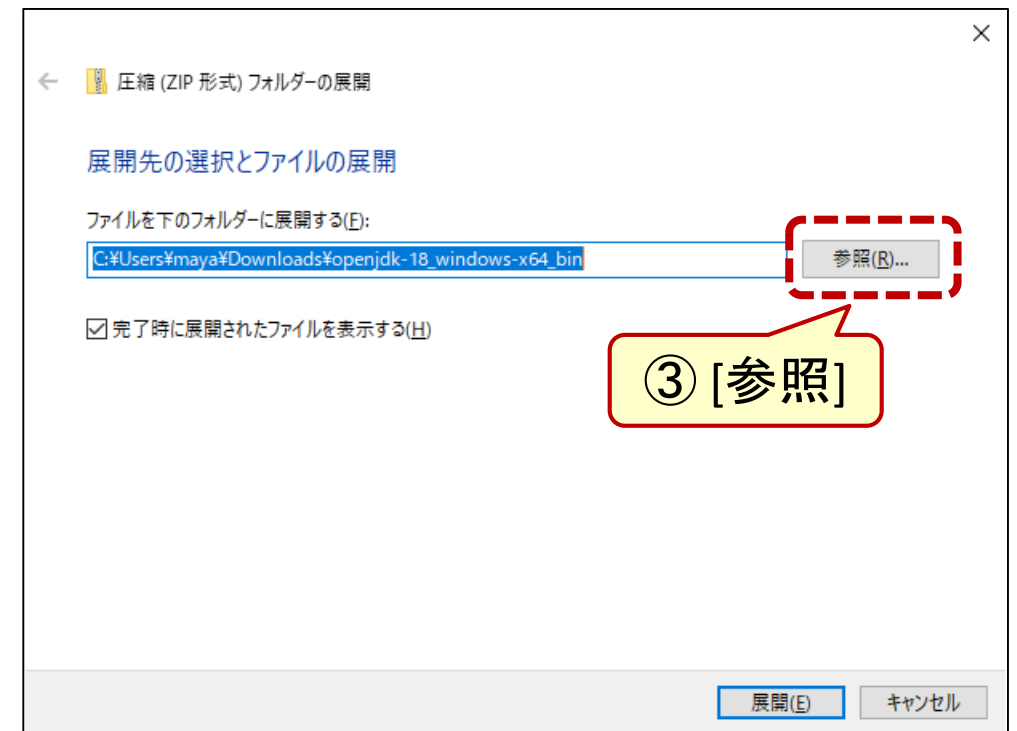 圧縮 (ZIP 形式) フォルダーの展開
展開先の選択とファイルの展開
ファイルを下のフォルダーに展開する(F):
C:¥Users¥maya¥Downloads¥openjdk-18_windows-x64_bin
参照(R)...
完了時に展開されたファイルを表示する(H)
③ [参照]
展開(E)
キャンセル